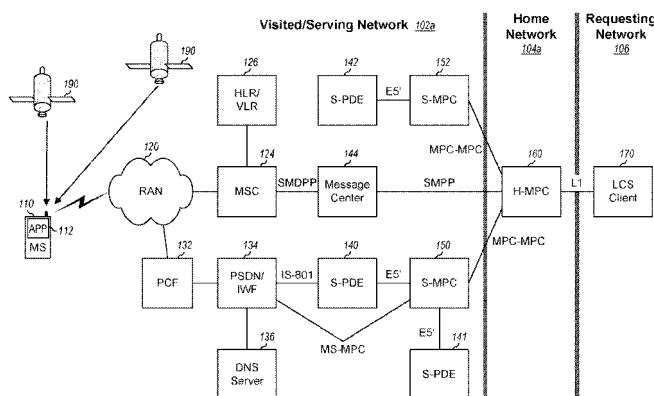 Visited/Serving Network 102a
Home Network 104a
Requesting Network 106
190
190
126
HLR/VLR
142
S-PDE
E5'
152
S-MPC
MPC-MPC
120
RAN
124
MSC
SMDPP
144
Message Center
SMPP
160
H-MPC
L1
170
LCS Client
110
APP
112
MS
MPC-MPC
132
PCF
134
PSDN/IWF
IS-801
140
S-PDE
E5'
150
S-MPC
MS-MPC
136
DNS Server
E5'
141
S-PDE